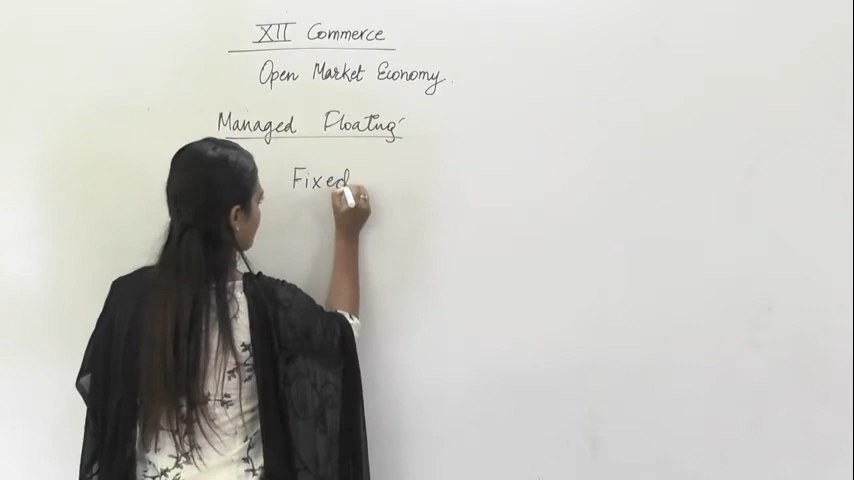 XII Commerce
Open Market Economy.
Managed Floating
Fixed